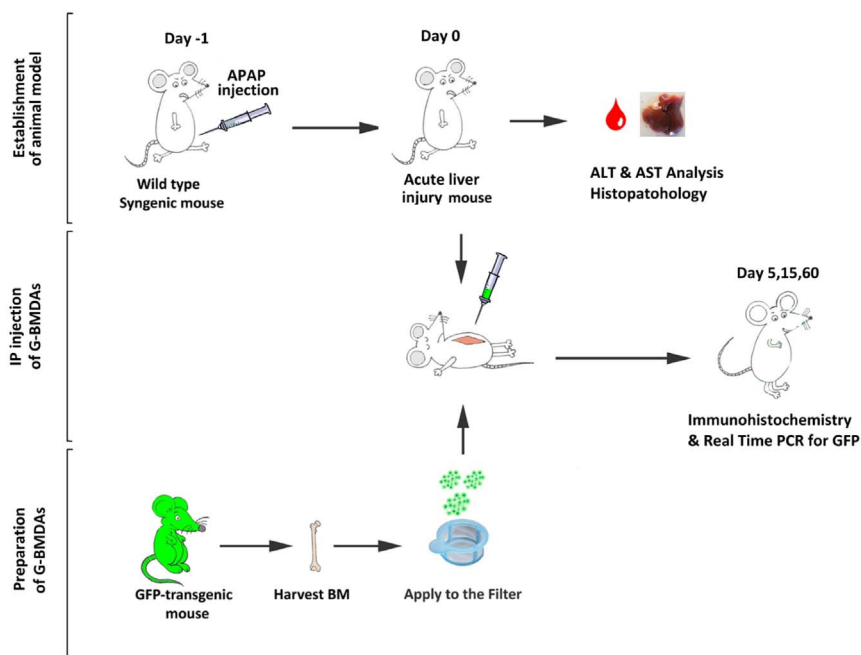 Establishment
of animal model
Day -1
APAP
injection
Wild type
Syngenic mouse
Day 0
Acute liver
injury mouse
ALT & AST Analysis
Histopatohology
IP injection
of G-BMDAs
Day 5,15,60
Immunohistochemistry
& Real Time PCR for GFP
Preparation
of G-BMDAs
GFP-transgenic
mouse
Harvest BM
Apply to the Filter